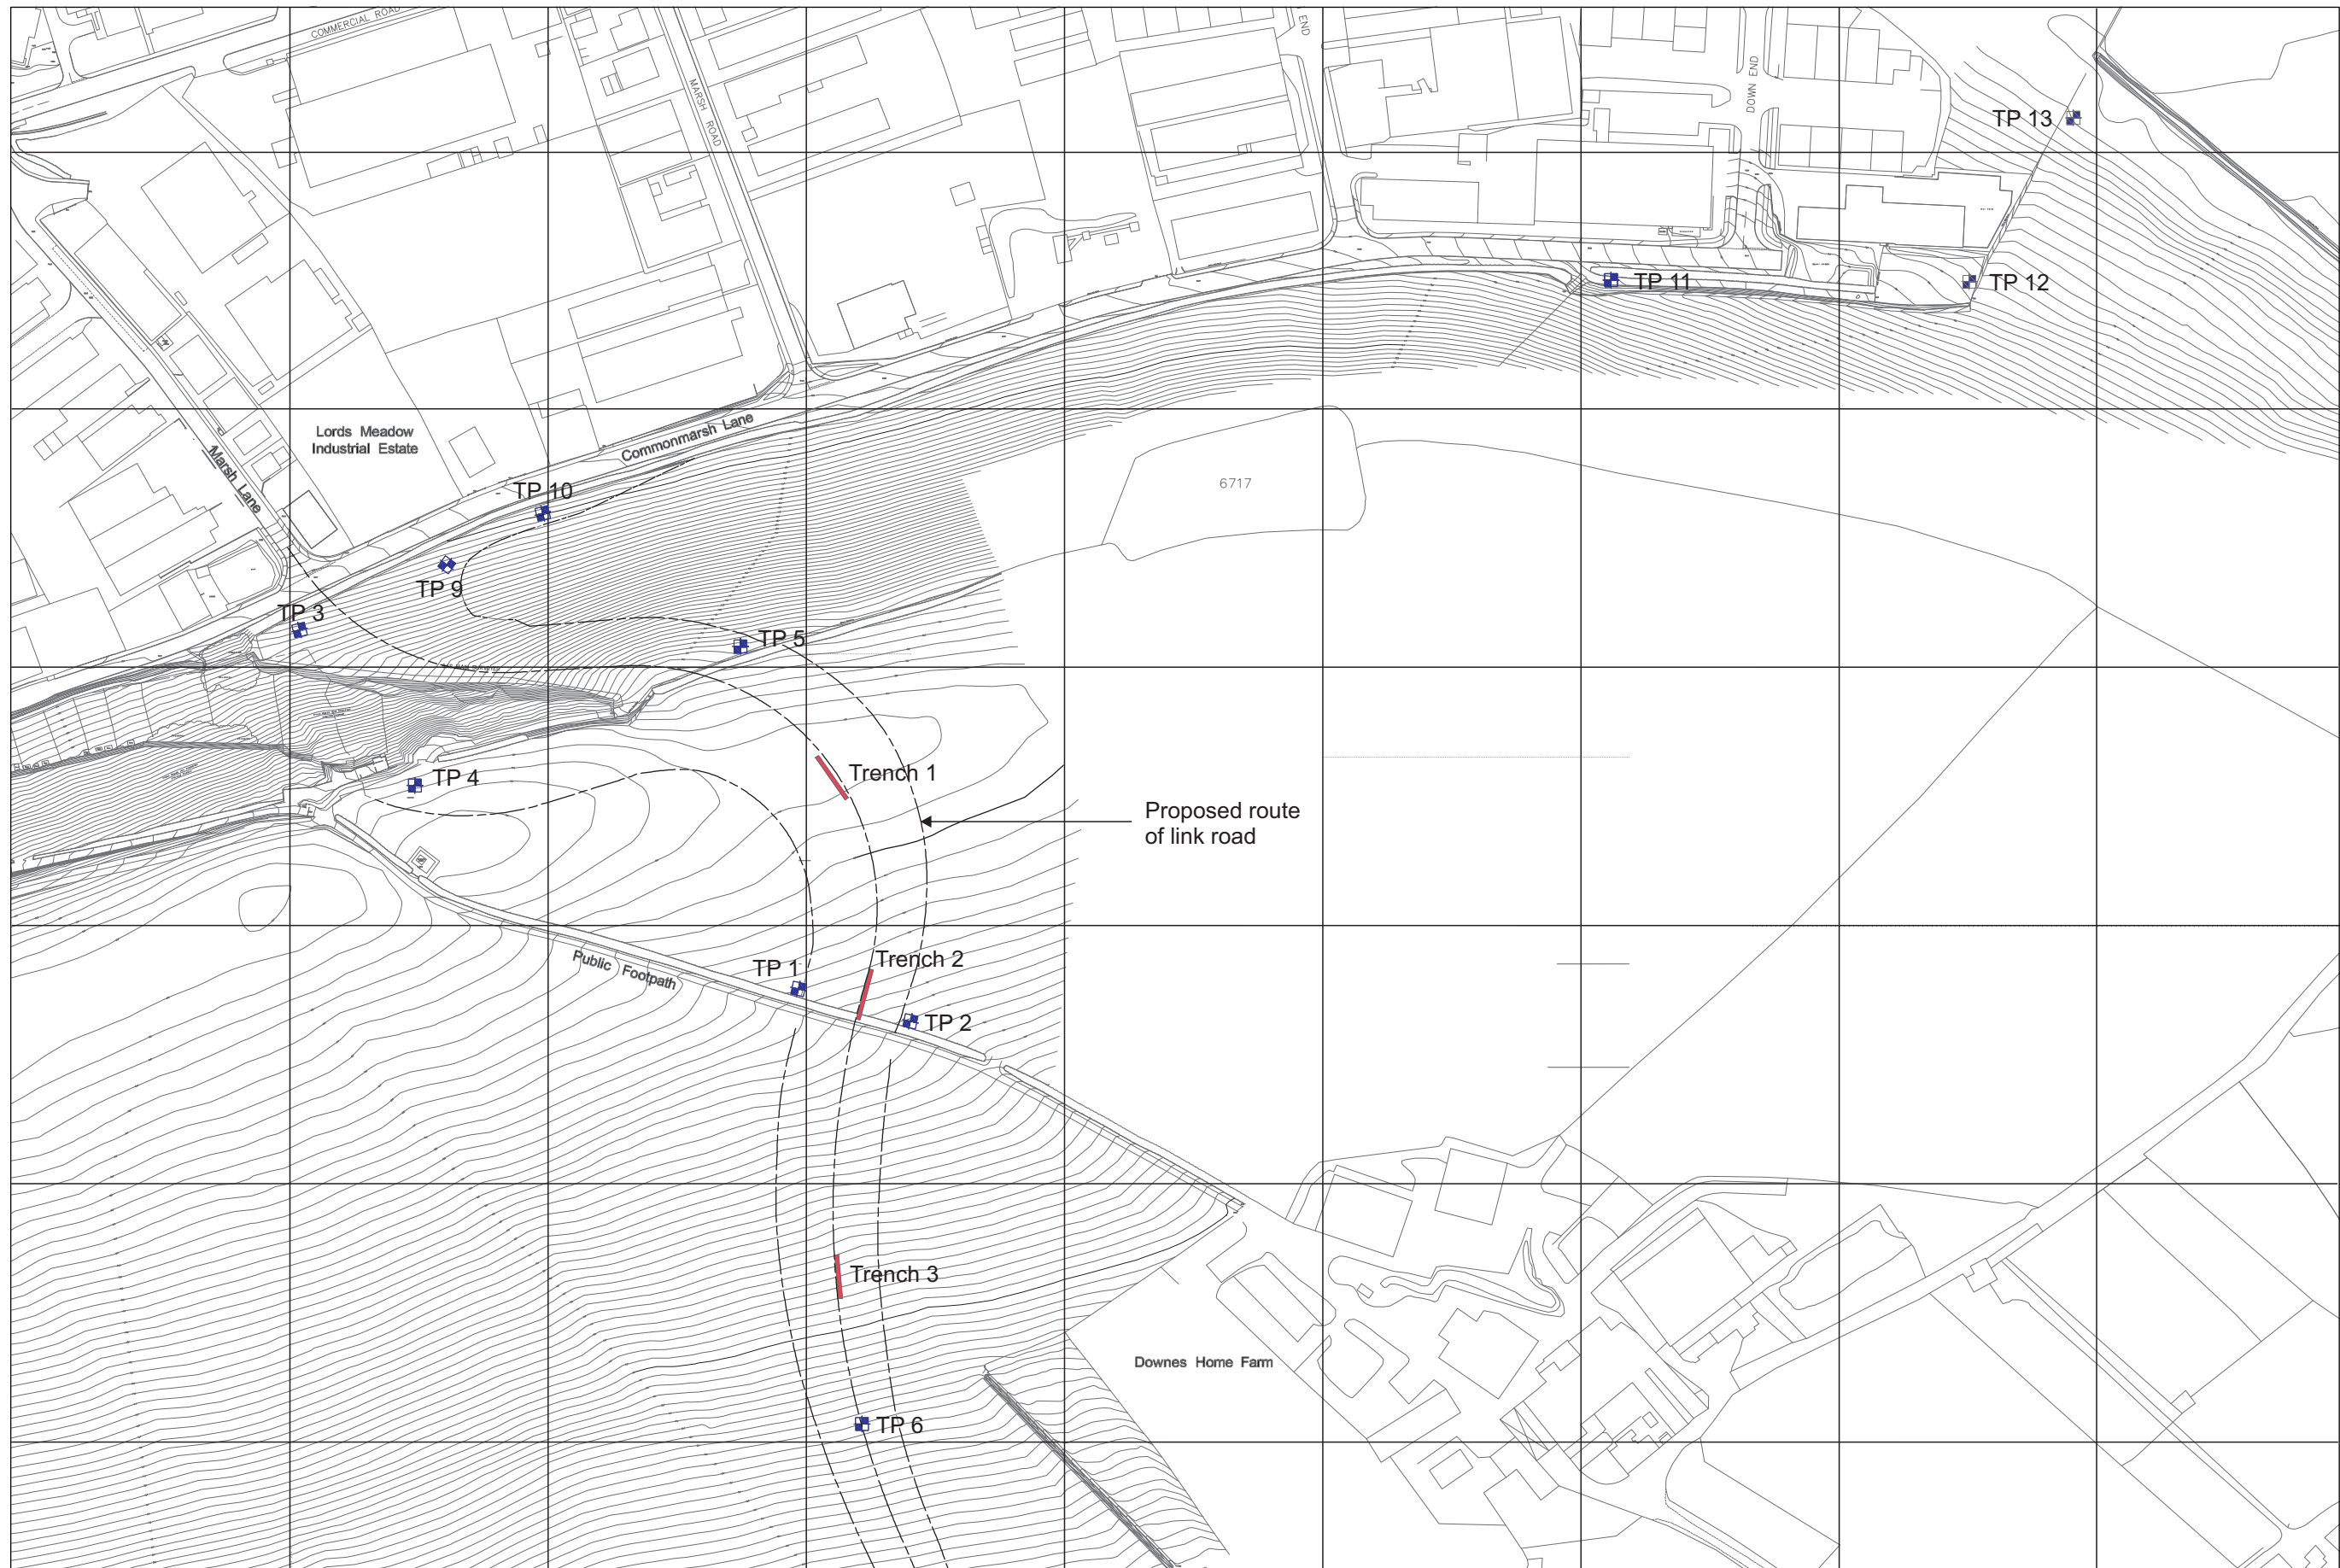 COMMERCIAL ROAD
END
MARSH ROAD
DOWN END
TP 13
TP 11
TP 12
Lords Meadow
Industrial Estate
Commonmarsh Lane
Marsh Lane
6717
TP 10
TP 9
TP 3
TP 5
Trench 1
TP 4
Proposed route
of link road
Public Footpath
TP 1
Trench 2
TP 2
Trench 3
Downes Home Farm
TP 6